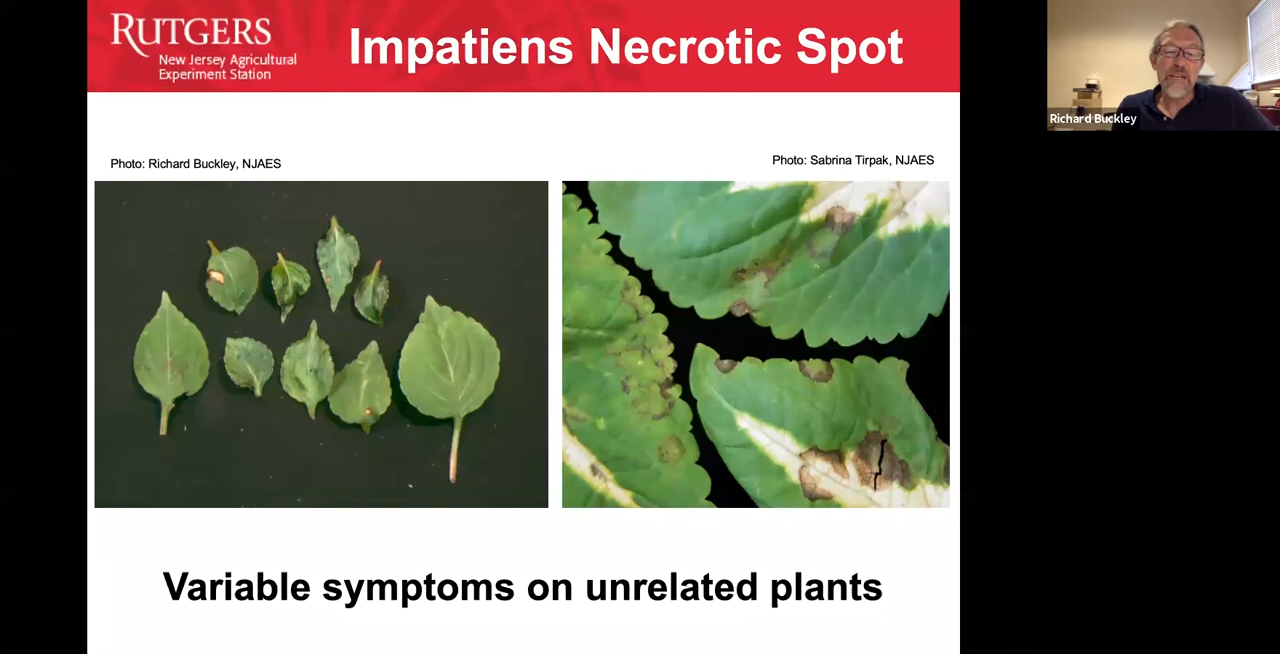 RUTGERS
New Jersey Agricultural
Experiment Station
Impatiens Necrotic Spot
Richard Buckley
Photo: Richard Buckley, NJAES
Photo: Sabrina Tirpak, NJAES
Variable symptoms on unrelated plants